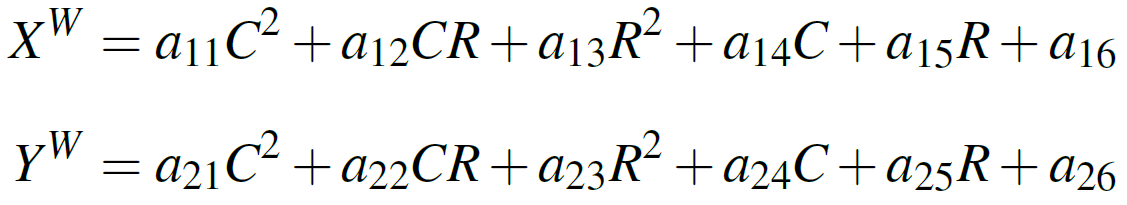 X^W = a_{11}C^2 + a_{12}CR + a_{13}R^2 + a_{14}C + a_{15}R + a_{16}
Y^W = a_{21}C^2 + a_{22}CR + a_{23}R^2 + a_{24}C + a_{25}R + a_{26}